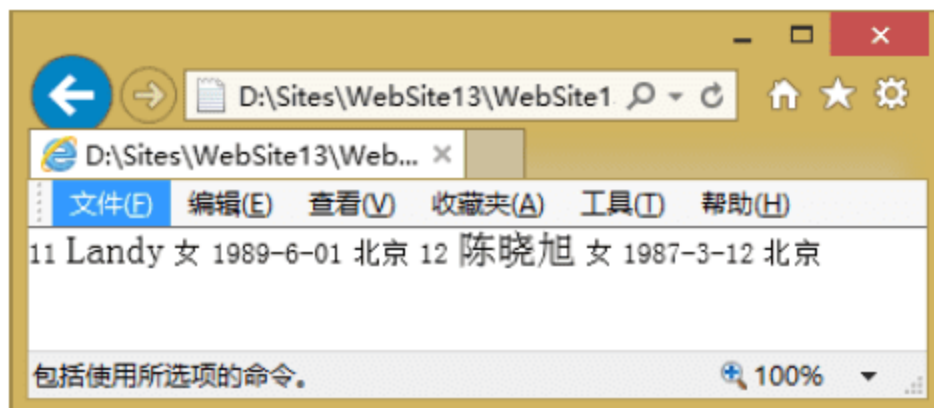 D:\Sites\WebSite13\WebSite1
D:\Sites\WebSite13\Web...
文件(F) 编辑(E) 查看(V) 收藏夹(A) 工具(T) 帮助(H)
11 Landy 女 1989-6-01 北京 12 陈晓旭 女 1987-3-12 北京
包括使用所选项的命令。 100%